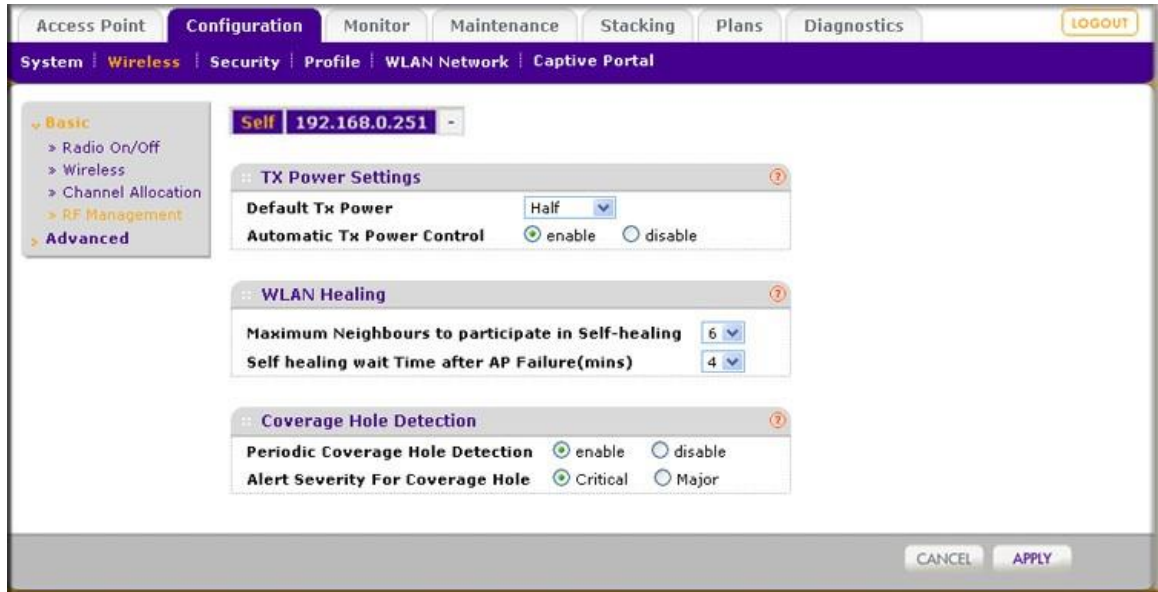 Access Point Configuration Monitor Maintenance Stacking Plans Diagnostics LOGOUT
System Wireless Security Profile WLAN Network Captive Portal
Basic
» Radio On/Off
» Wireless
» Channel Allocation
» RF Management
Advanced
Self 192.168.0.251 -
TX Power Settings ?
Default Tx Power Half
Automatic Tx Power Control enable disable
WLAN Healing ?
Maximum Neighbours to participate in Self-healing 6
Self healing wait Time after AP Failure(mins) 4
Coverage Hole Detection ?
Periodic Coverage Hole Detection enable disable
Alert Severity For Coverage Hole Critical Major
CANCEL APPLY